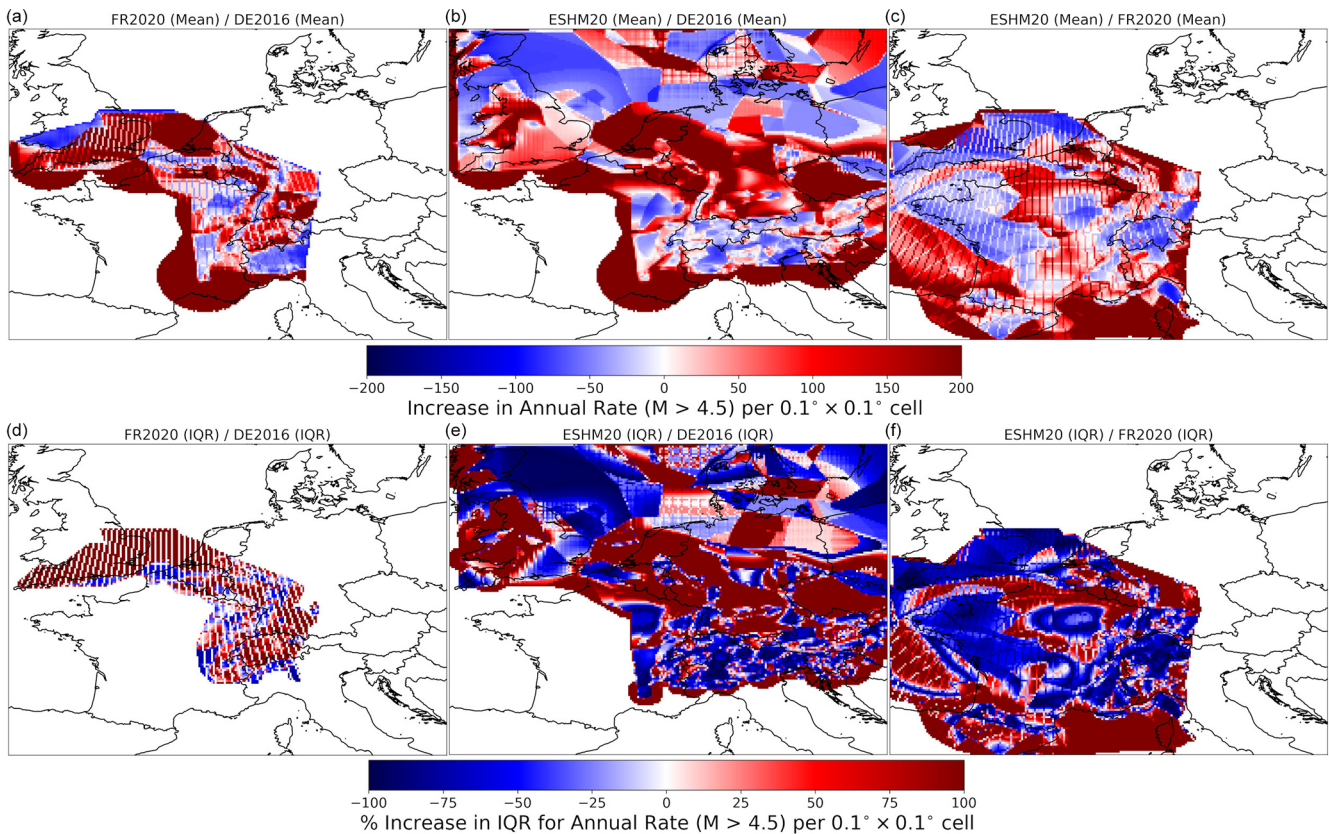 (a) FR2020 (Mean) / DE2016 (Mean)
(b) ESHM20 (Mean) / DE2016 (Mean)
(c) ESHM20 (Mean) / FR2020 (Mean)
−200 −150 −100 −50 0 50 100 150 200
Increase in Annual Rate (M > 4.5) per 0.1° × 0.1° cell
(d) FR2020 (IQR) / DE2016 (IQR)
(e) ESHM20 (IQR) / DE2016 (IQR)
(f) ESHM20 (IQR) / FR2020 (IQR)
−100 −75 −50 −25 0 25 50 75 100
% Increase in IQR for Annual Rate (M > 4.5) per 0.1° × 0.1° cell